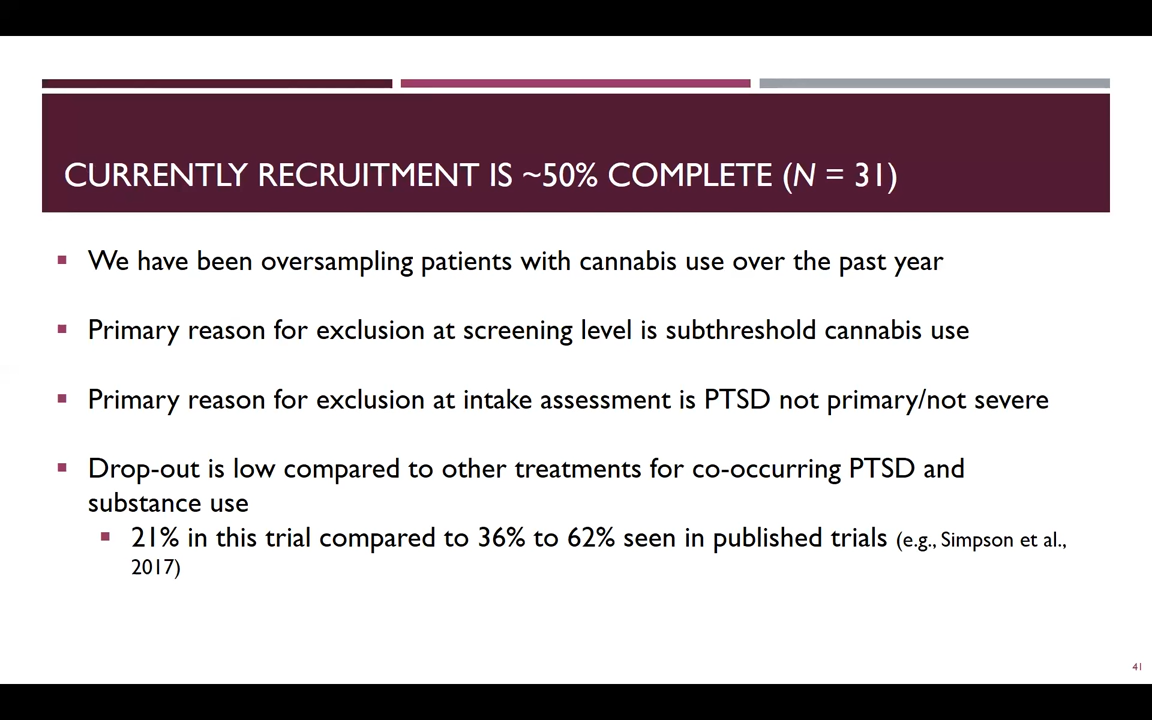 CURRENTLY RECRUITMENT IS ~50% COMPLETE (N = 31)
▪ We have been oversampling patients with cannabis use over the past year
▪ Primary reason for exclusion at screening level is subthreshold cannabis use
▪ Primary reason for exclusion at intake assessment is PTSD not primary/not severe
▪ Drop-out is low compared to other treatments for co-occurring PTSD and
substance use
▪ 21% in this trial compared to 36% to 62% seen in published trials (e.g., Simpson et al.,
2017)
41